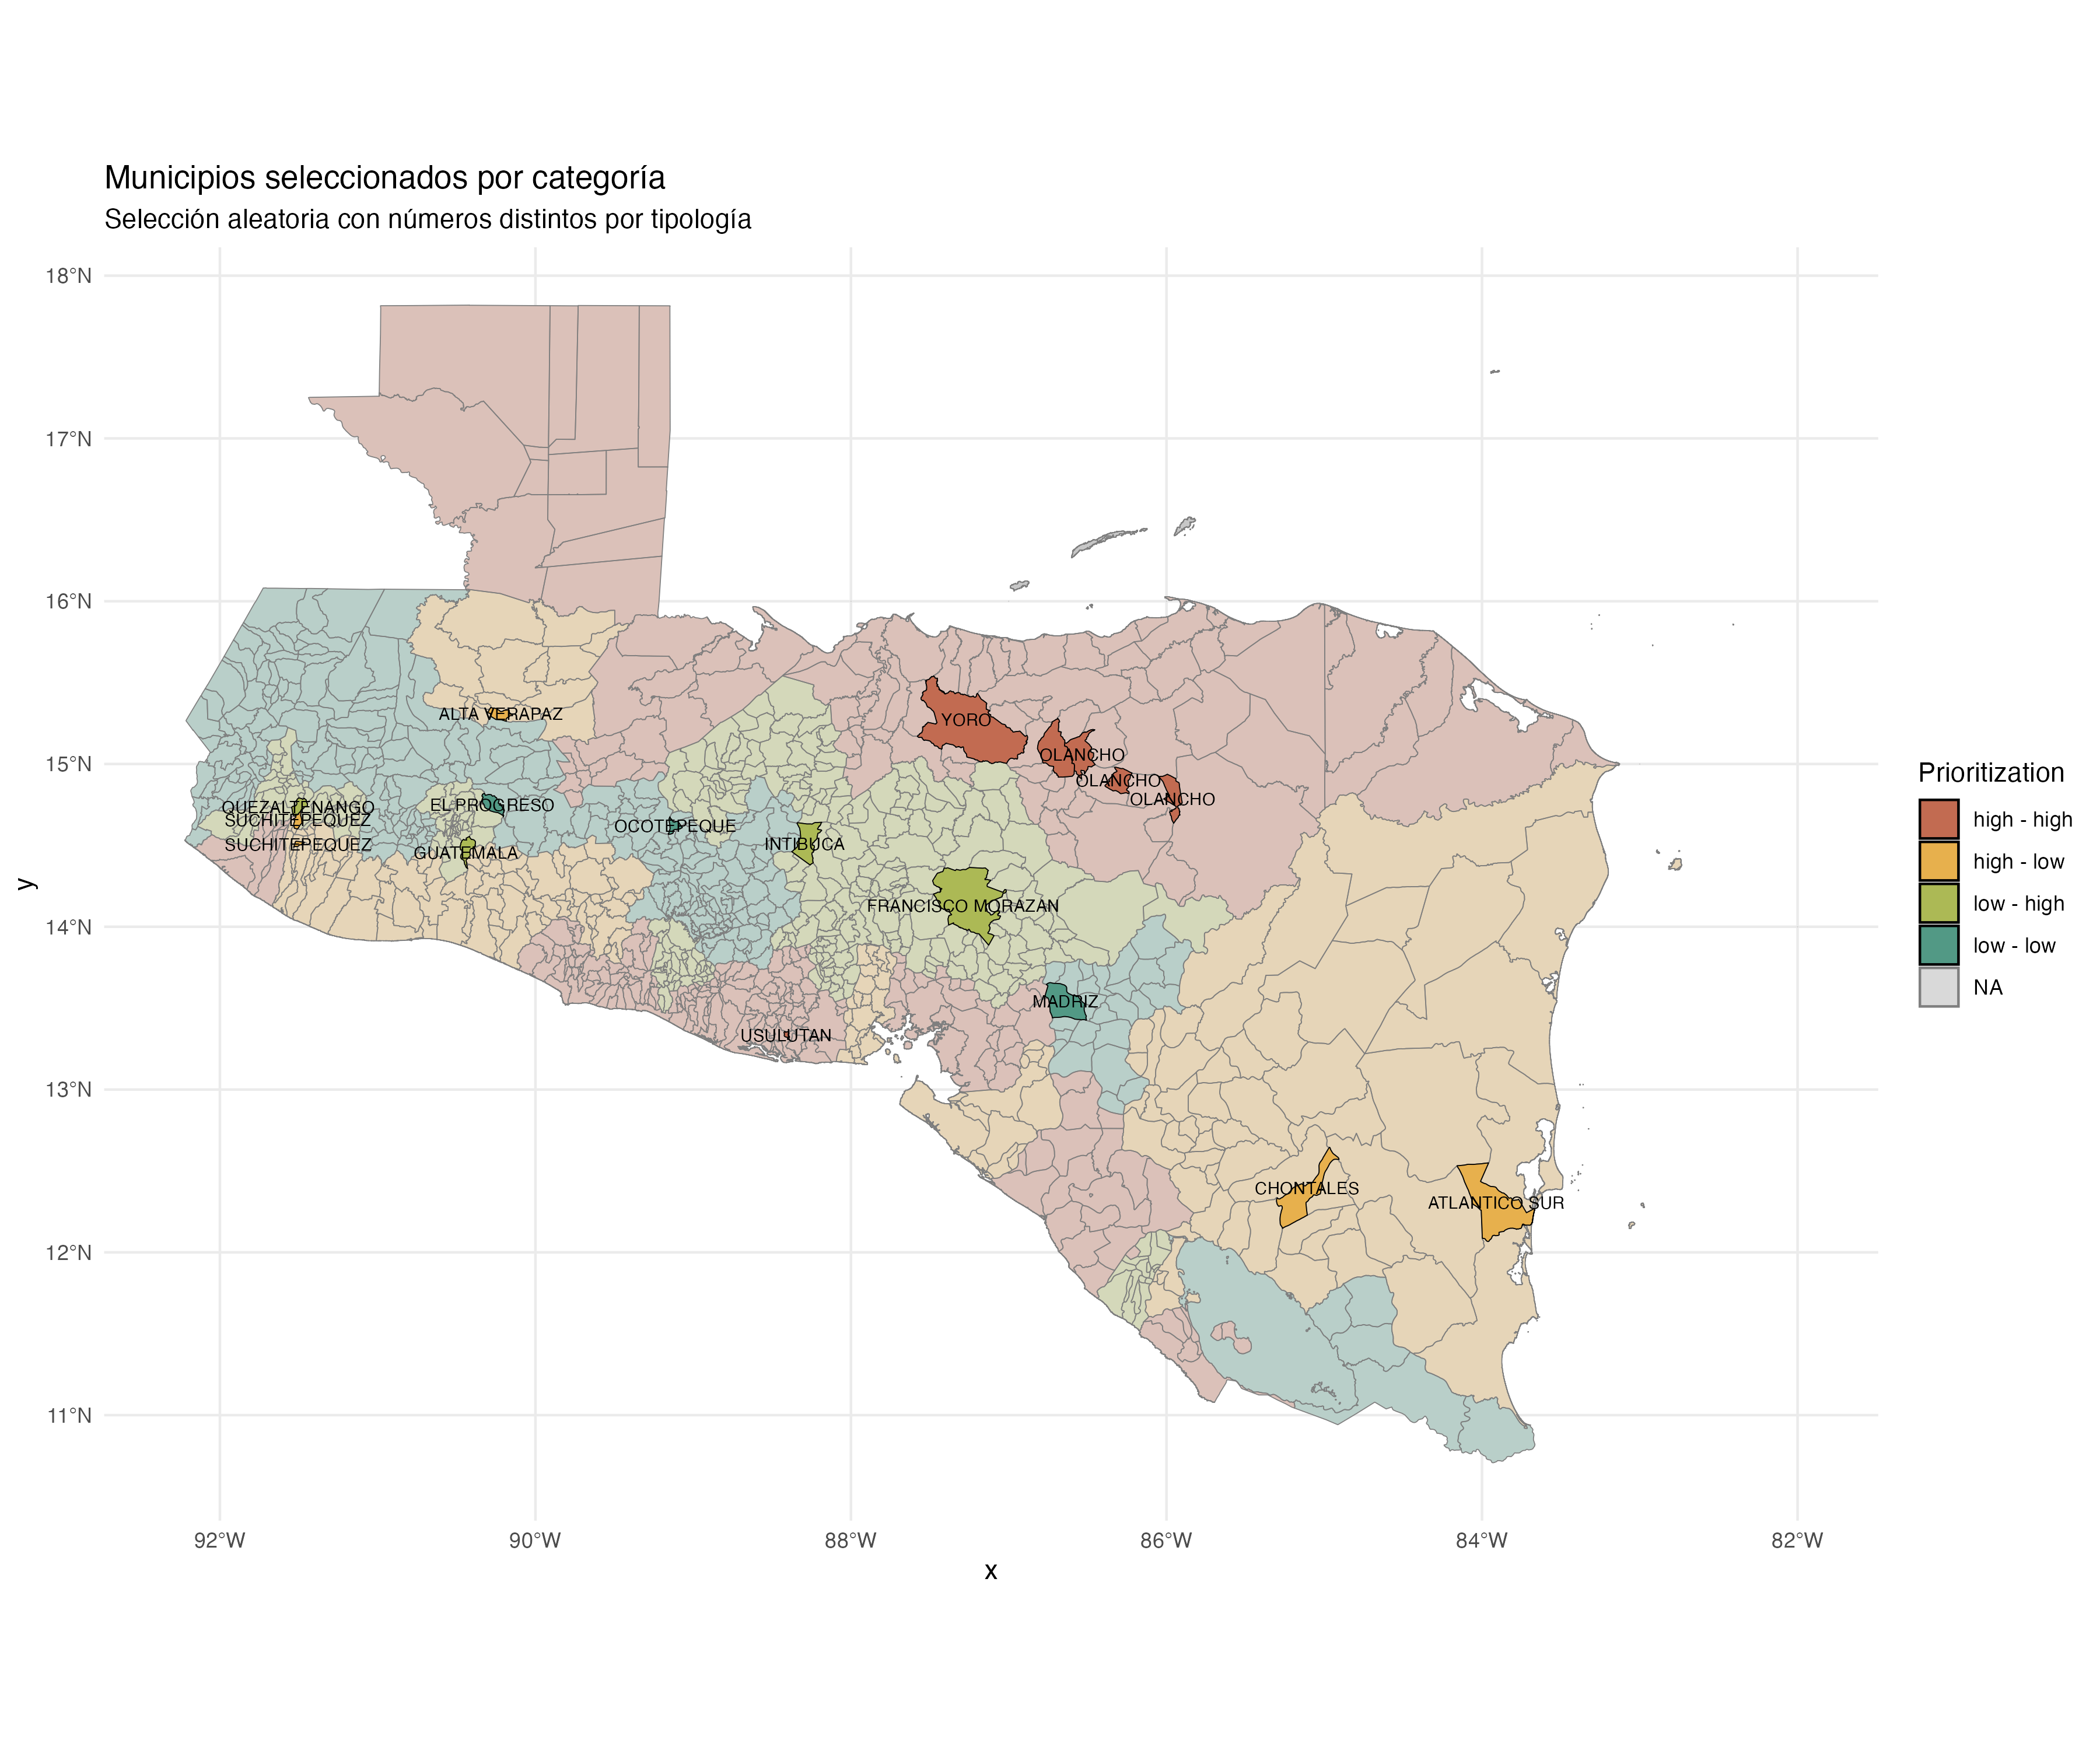 Municipios seleccionados por categoría
Selección aleatoria con números distintos por tipología
18°N
17°N
16°N
15°N
14°N
13°N
12°N
11°N
y
ALTA VERAPAZ
YORO
OLANCHO
OLANCHO
OLANCHO
QUEZALTENANGO
EL PROGRESO
SUCHITEPEQUEZ
OCOTEPEQUE
SUCHITEPEQUEZ
GUATEMALA
INTIBUCA
FRANCISCO MORAZAN
MADRIZ
USULUTAN
CHONTALES
ATLANTICO SUR
92°W
90°W
88°W
86°W
84°W
82°W
x
Prioritization
high - high
high - low
low - high
low - low
NA